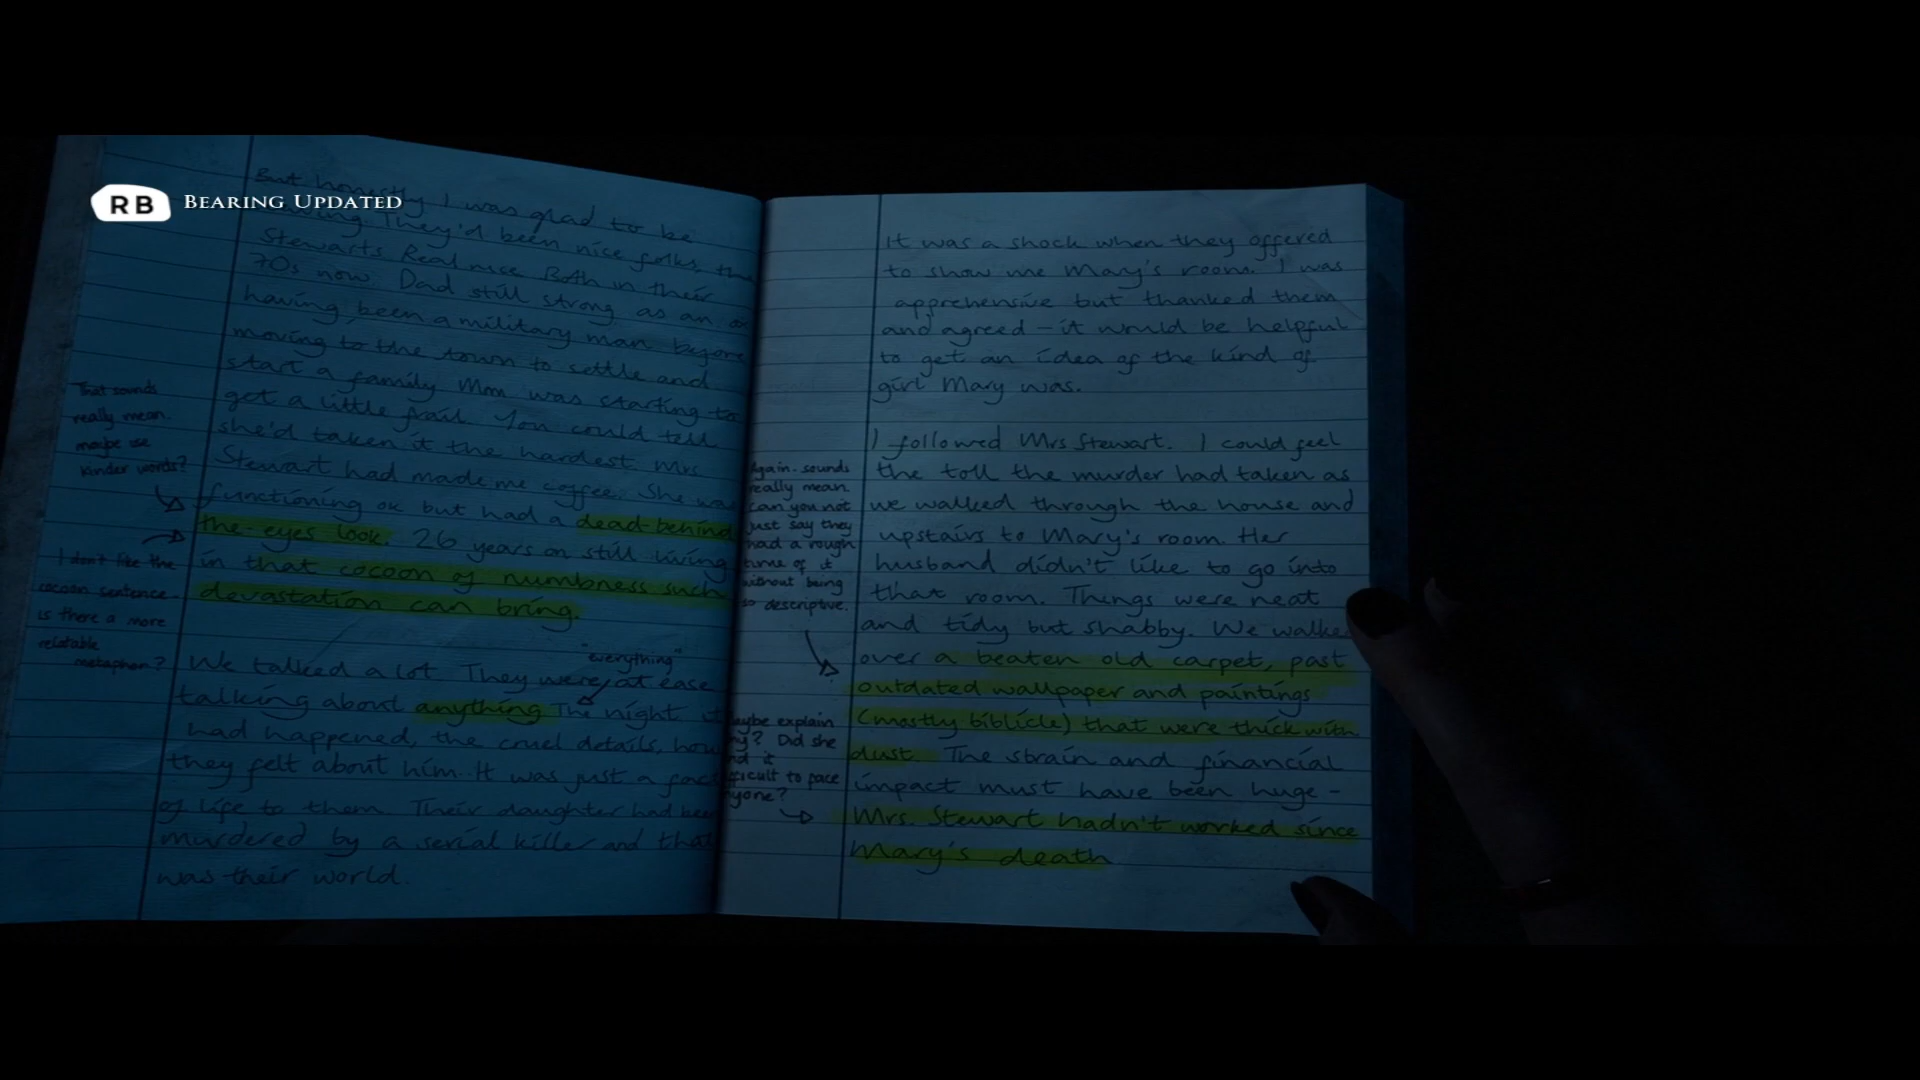 RB BEARING UPDATED
But honestly I was glad to be
leaving. They'd been nice folks, the
Stewarts Real nice Both in their
70s now. Dad still strong as an ox
having been a military man before
moving to the town to settle and
start a family Mom was starting to
get a little frail. You could tell
she'd taken it the hardest. Mrs
Stewart had made me coffee. She was
functioning ok but had a dead-behind
the-eyes look. 26 years on still living
in that cocoon of numbness such
devastation can bring.
That sounds
really mean.
maybe use
kinder words?
I don't like the
cocoon sentence.
is there a more
relatable
metaphor?
"everything"
We talked a lot. They were at ease
talking about anything The night it
had happened, the cruel details, how
they felt about him. It was just a fact
of life to them. Their daughter had been
murdered by a serial killer and that
was their world.
It was a shock when they offered
to show me Mary's room. I was
apprehensive but thanked them
and agreed - it would be helpful
to get an idea of the kind of
girl Mary was.
I followed Mrs Stewart. I could feel
the toll the murder had taken as
we walked through the house and
upstairs to Mary's room. Her
husband didn't like to go into
that room. Things were neat
and tidy but shabby. We walked
over a beaten old carpet, past
outdated wallpaper and paintings
(mostly biblicle) that were thick with
dust. The strain and financial
impact must have been huge -
Mrs. Stewart hadn't worked since
Mary's death
Again. sounds
really mean.
can you not
just say they
had a rough
time of it
without being
so descriptive.
maybe explain
why? Did she
find it
difficult to face
anyone?